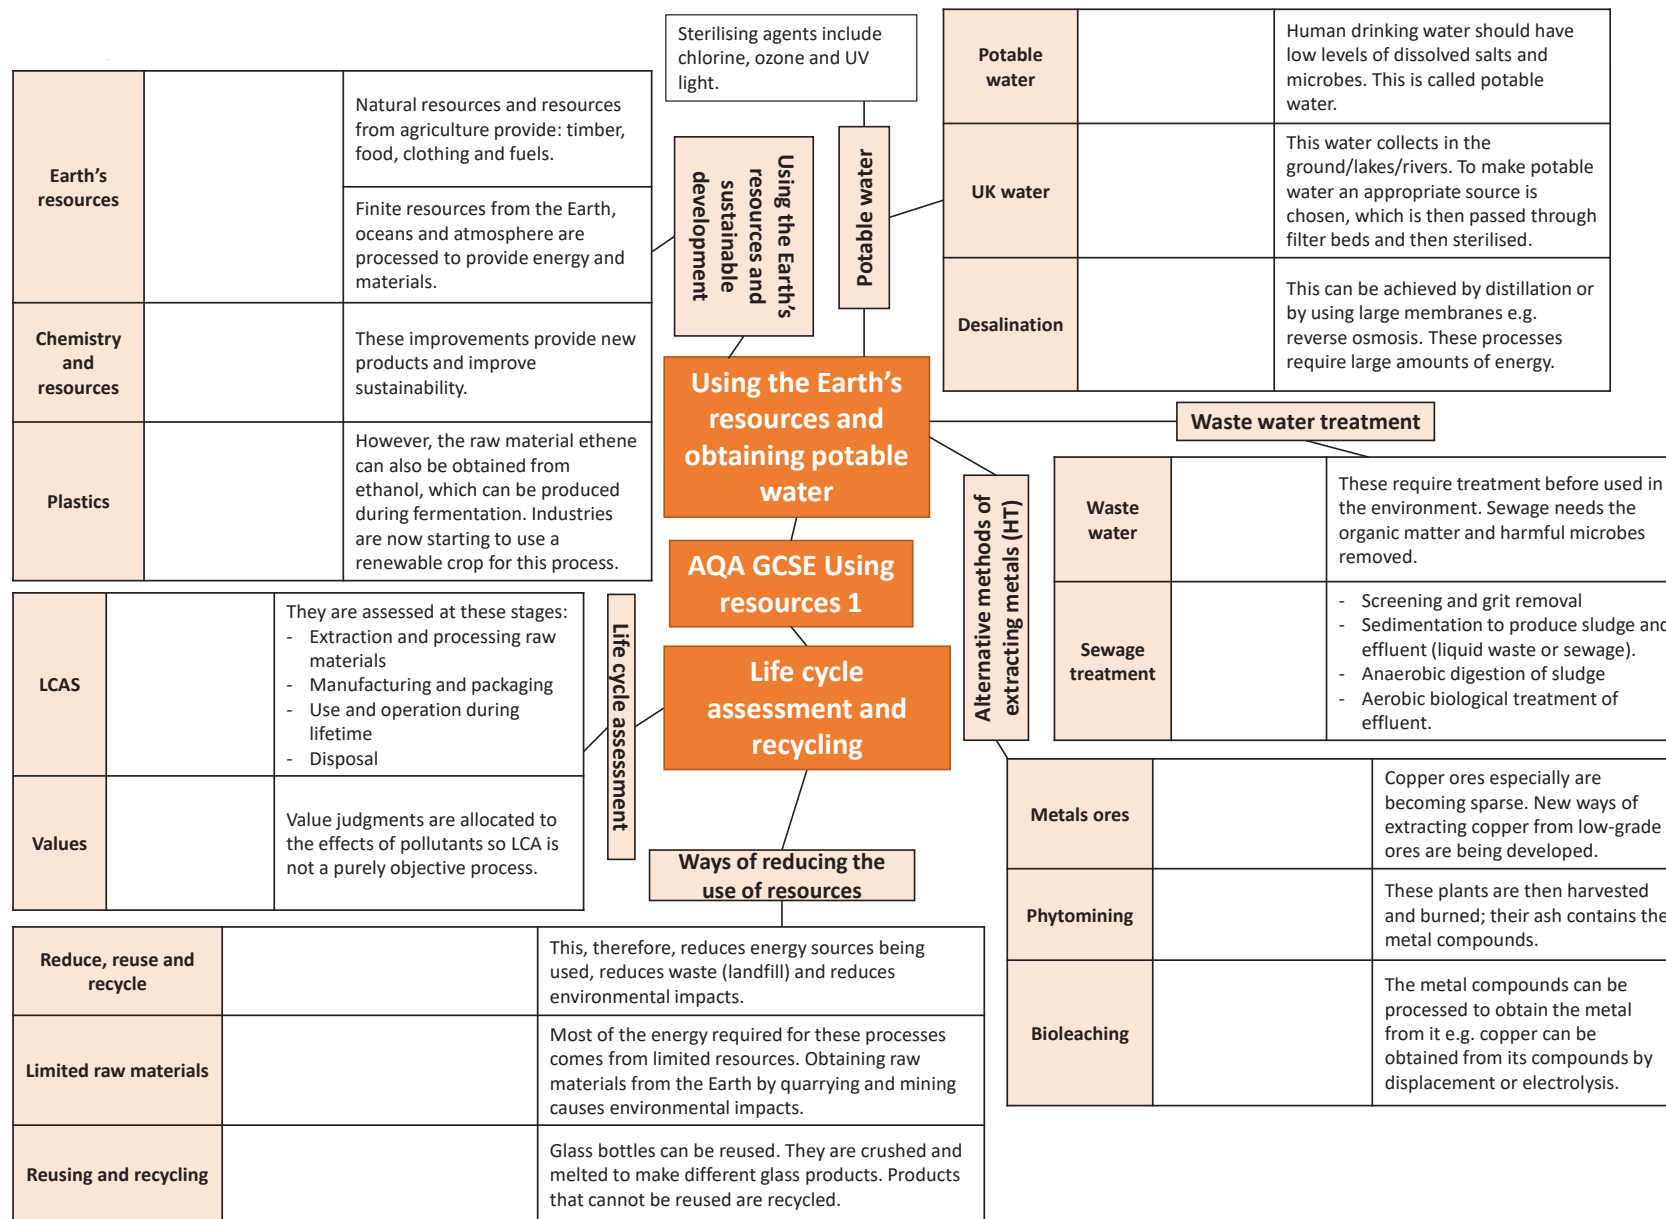 Sterilising agents include
chlorine, ozone and UV
light.
Earth’s
resources
Natural resources and resources
from agriculture provide: timber,
food, clothing and fuels.
Finite resources from the Earth,
oceans and atmosphere are
processed to provide energy and
materials.
Chemistry
and
resources
These improvements provide new
products and improve
sustainability.
Plastics
However, the raw material ethene
can also be obtained from
ethanol, which can be produced
during fermentation. Industries
are now starting to use a
renewable crop for this process.
Using the Earth’s
resources and
sustainable
development
Potable water
Potable
water
Human drinking water should have
low levels of dissolved salts and
microbes. This is called potable
water.
UK water
This water collects in the
ground/lakes/rivers. To make potable
water an appropriate source is
chosen, which is then passed through
filter beds and then sterilised.
Desalination
This can be achieved by distillation or
by using large membranes e.g.
reverse osmosis. These processes
require large amounts of energy.
Using the Earth’s
resources and
obtaining potable
water
Waste water treatment
Waste
water
These require treatment before used in
the environment. Sewage needs the
organic matter and harmful microbes
removed.
Sewage
treatment
- Screening and grit removal
- Sedimentation to produce sludge and
effluent (liquid waste or sewage).
- Anaerobic digestion of sludge
- Aerobic biological treatment of
effluent.
Alternative methods of
extracting metals (HT)
AQA GCSE Using
resources 1
Life cycle
assessment and
recycling
Life cycle assessment
LCAS
They are assessed at these stages:
- Extraction and processing raw
materials
- Manufacturing and packaging
- Use and operation during
lifetime
- Disposal
Values
Value judgments are allocated to
the effects of pollutants so LCA is
not a purely objective process.
Metals ores
Copper ores especially are
becoming sparse. New ways of
extracting copper from low-grade
ores are being developed.
Phytomining
These plants are then harvested
and burned; their ash contains the
metal compounds.
Bioleaching
The metal compounds can be
processed to obtain the metal
from it e.g. copper can be
obtained from its compounds by
displacement or electrolysis.
Ways of reducing the
use of resources
Reduce, reuse and
recycle
This, therefore, reduces energy sources being
used, reduces waste (landfill) and reduces
environmental impacts.
Limited raw materials
Most of the energy required for these processes
comes from limited resources. Obtaining raw
materials from the Earth by quarrying and mining
causes environmental impacts.
Reusing and recycling
Glass bottles can be reused. They are crushed and
melted to make different glass products. Products
that cannot be reused are recycled.